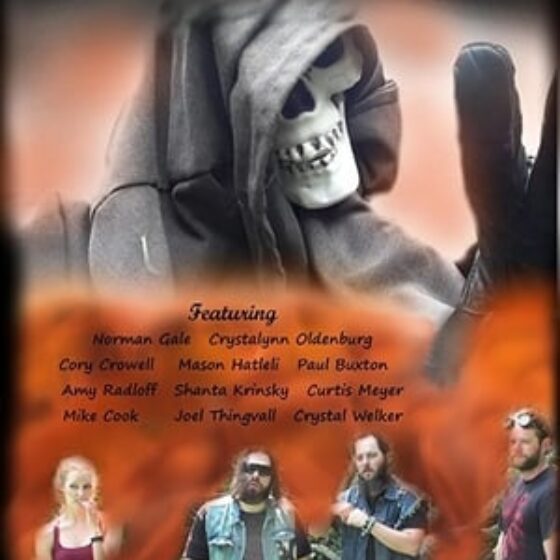 Featuring
Norman Gale Crystalynn Oldenburg
Cory Crowell Mason Hatleli Paul Buxton
Amy Radloff Shanta Krinsky Curtis Meyer
Mike Cook Joel Thingvall Crystal Welker